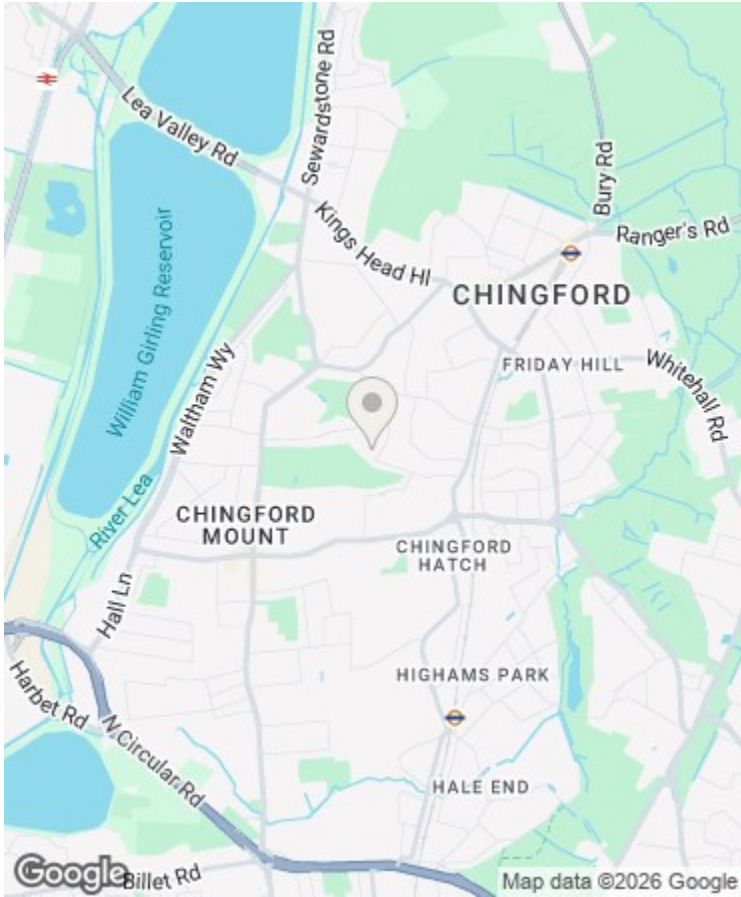 Sewardstone Rd
Lea Valley Rd
Bury Rd
Ranger's Rd
Kings Head Hl
CHINGFORD
William Girling Reservoir
Waltham Wy
FRIDAY HILL
Whitehall Rd
River Lea
CHINGFORD
MOUNT
CHINGFORD
HATCH
Hall Ln
HIGHAMS PARK
Harbet Rd
N Circular Rd
HALE END
Google
Billet Rd
Map data ©2026 Google